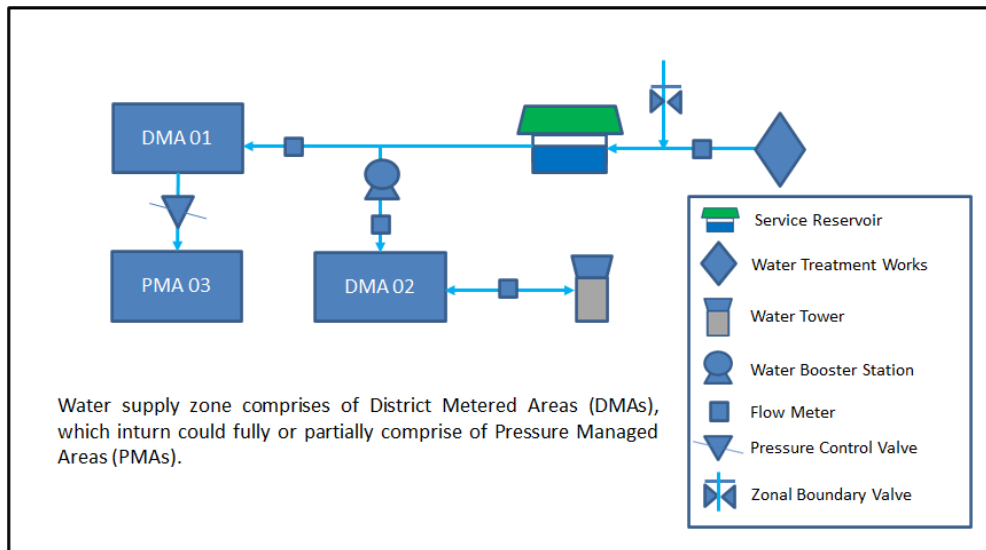 DMA 01
PMA 03
DMA 02
Service Reservoir
Water Treatment Works
Water Tower
Water Booster Station
Flow Meter
Pressure Control Valve
Zonal Boundary Valve
Water supply zone comprises of District Metered Areas (DMAs),
which inturn could fully or partially comprise of Pressure Managed
Areas (PMAs).